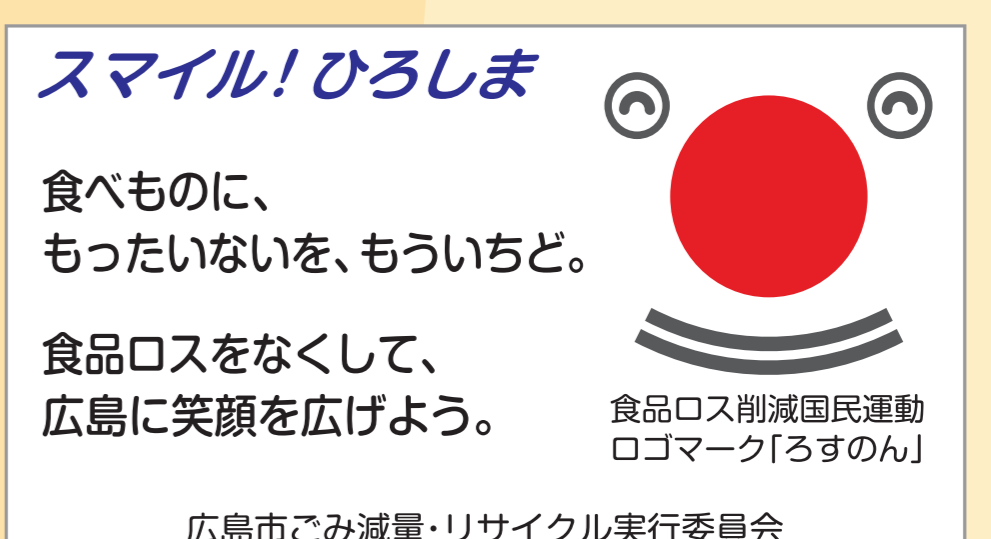 スマイル！ひろしま
食べものに、
もったいないを、もういちど。
食品ロスをなくして、
広島に笑顔を広げよう。
食品ロス削減国民運動
ロゴマーク「ろすのん」
広島市ごみ減量・リサイクル実行委員会